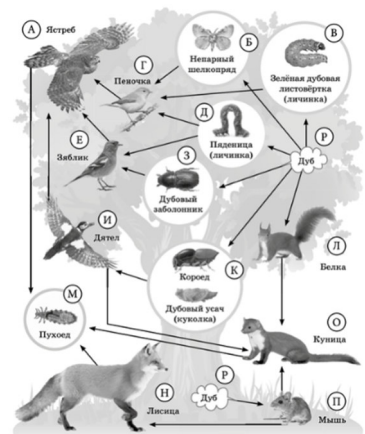 А Ястреб
Б
Непарный
шелкопряд
В
Зелёная дубовая
листовёртка
(личинка)
Г
Пеночка
Д
Пяденица
(личинка)
Р
Дуб
Е
Зяблик
З
Дубовый
заболонник
И
Дятел
К
Короед
Дубовый усач
(куколка)
Л
Белка
М
Пухоед
О
Куница
Н
Лисица
Р
Дуб
П
Мышь